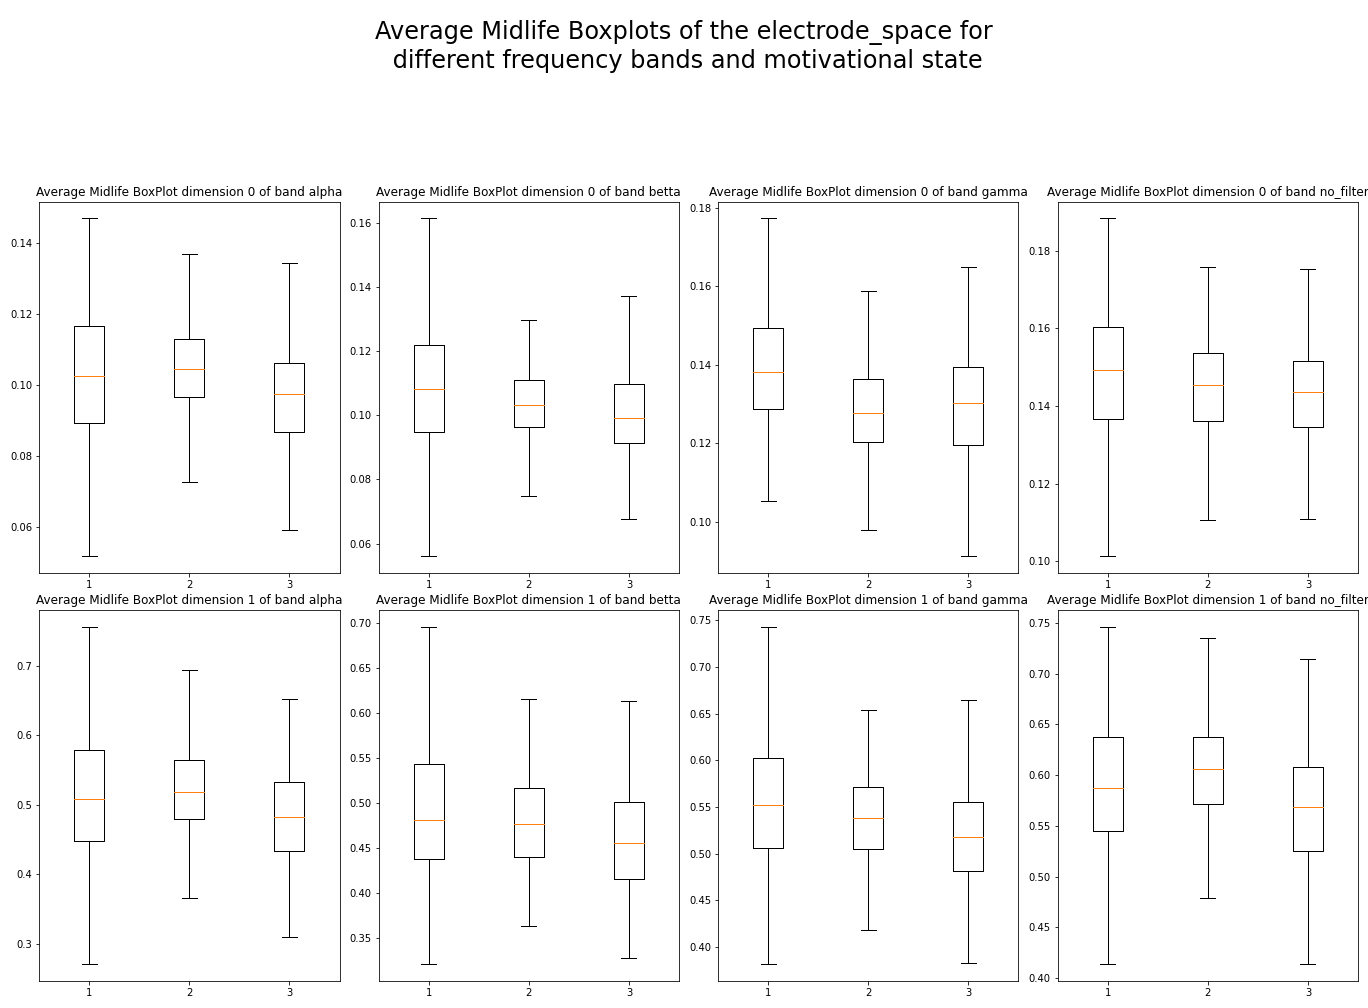 Average Midlife Boxplots of the electrode_space for
different frequency bands and motivational state
Average Midlife BoxPlot dimension 0 of band alpha
0.14
0.12
0.10
0.08
0.06
1 2 3
Average Midlife BoxPlot dimension 0 of band betta
0.16
0.14
0.12
0.10
0.08
0.06
1 2 3
Average Midlife BoxPlot dimension 0 of band gamma
0.18
0.16
0.14
0.12
0.10
1 2 3
Average Midlife BoxPlot dimension 0 of band no_filter
0.18
0.16
0.14
0.12
0.10
1 2 3
Average Midlife BoxPlot dimension 1 of band alpha
0.7
0.6
0.5
0.4
0.3
1 2 3
Average Midlife BoxPlot dimension 1 of band betta
0.70
0.65
0.60
0.55
0.50
0.45
0.40
0.35
1 2 3
Average Midlife BoxPlot dimension 1 of band gamma
0.75
0.70
0.65
0.60
0.55
0.50
0.45
0.40
1 2 3
Average Midlife BoxPlot dimension 1 of band no_filter
0.75
0.70
0.65
0.60
0.55
0.50
0.45
0.40
1 2 3